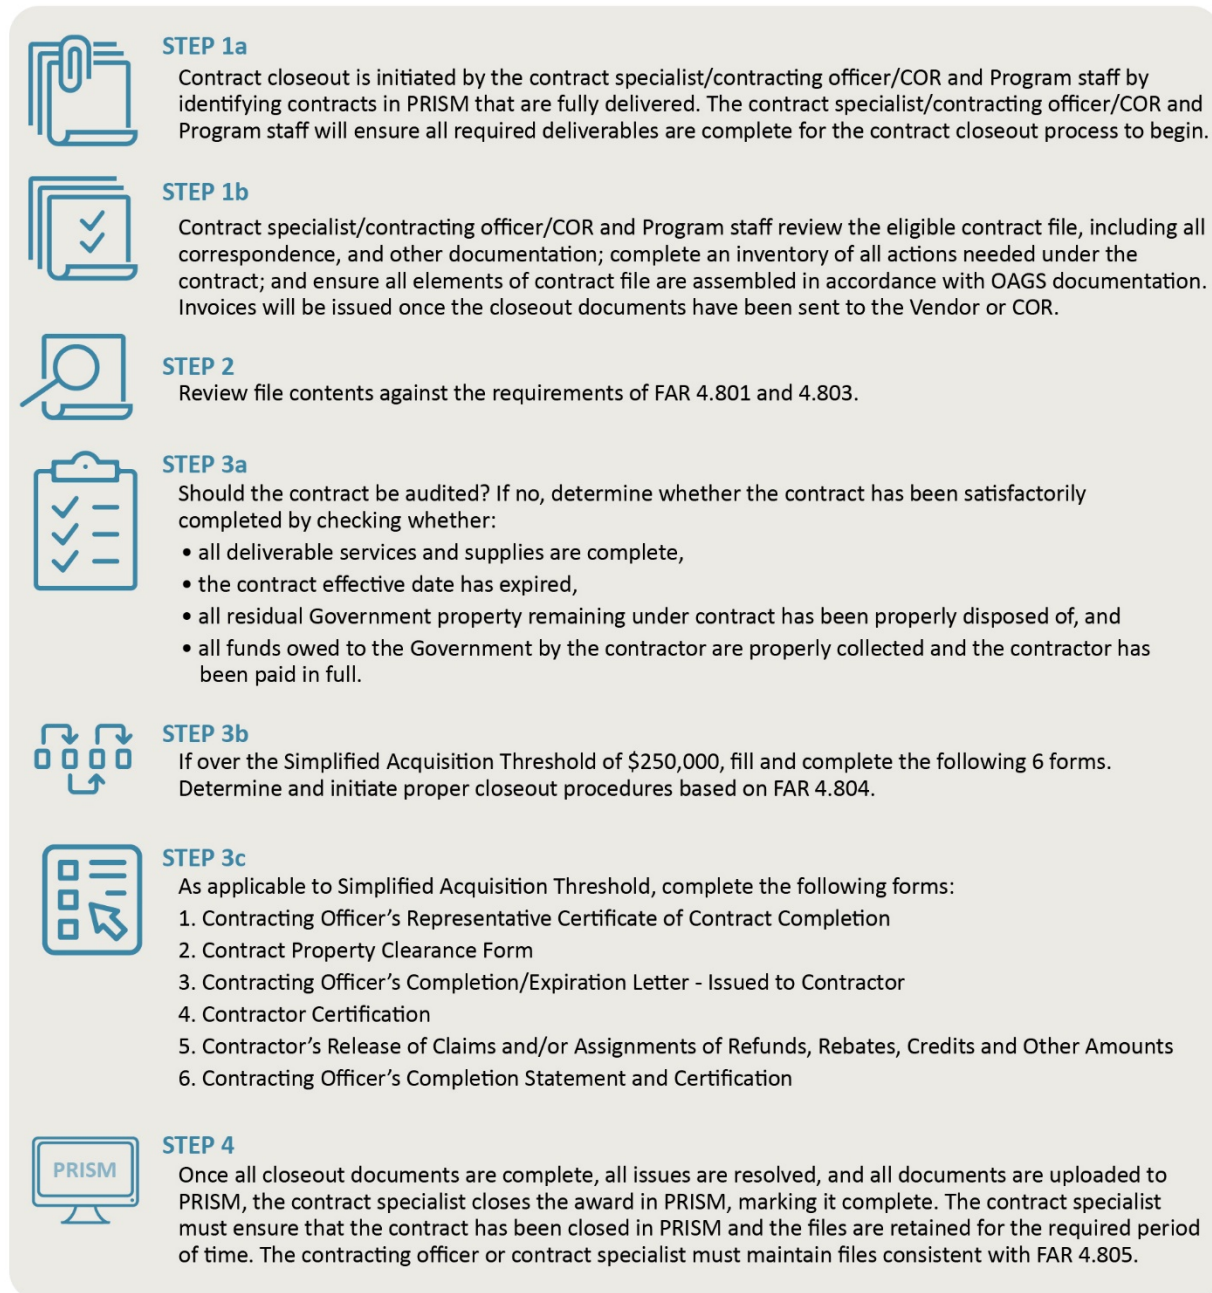 STEP 1a
Contract closeout is initiated by the contract specialist/contracting officer/COR and Program staff by
identifying contracts in PRISM that are fully delivered. The contract specialist/contracting officer/COR and
Program staff will ensure all required deliverables are complete for the contract closeout process to begin.
STEP 1b
Contract specialist/contracting officer/COR and Program staff review the eligible contract file, including all
correspondence, and other documentation; complete an inventory of all actions needed under the
contract; and ensure all elements of contract file are assembled in accordance with OAGS documentation.
Invoices will be issued once the closeout documents have been sent to the Vendor or COR.
STEP 2
Review file contents against the requirements of FAR 4.801 and 4.803.
STEP 3a
Should the contract be audited? If no, determine whether the contract has been satisfactorily
completed by checking whether:
• all deliverable services and supplies are complete,
• the contract effective date has expired,
• all residual Government property remaining under contract has been properly disposed of, and
• all funds owed to the Government by the contractor are properly collected and the contractor has
been paid in full.
STEP 3b
If over the Simplified Acquisition Threshold of $250,000, fill and complete the following 6 forms.
Determine and initiate proper closeout procedures based on FAR 4.804.
STEP 3c
As applicable to Simplified Acquisition Threshold, complete the following forms:
1. Contracting Officer’s Representative Certificate of Contract Completion
2. Contract Property Clearance Form
3. Contracting Officer’s Completion/Expiration Letter - Issued to Contractor
4. Contractor Certification
5. Contractor’s Release of Claims and/or Assignments of Refunds, Rebates, Credits and Other Amounts
6. Contracting Officer’s Completion Statement and Certification
PRISM
STEP 4
Once all closeout documents are complete, all issues are resolved, and all documents are uploaded to
PRISM, the contract specialist closes the award in PRISM, marking it complete. The contract specialist
must ensure that the contract has been closed in PRISM and the files are retained for the required period
of time. The contracting officer or contract specialist must maintain files consistent with FAR 4.805.